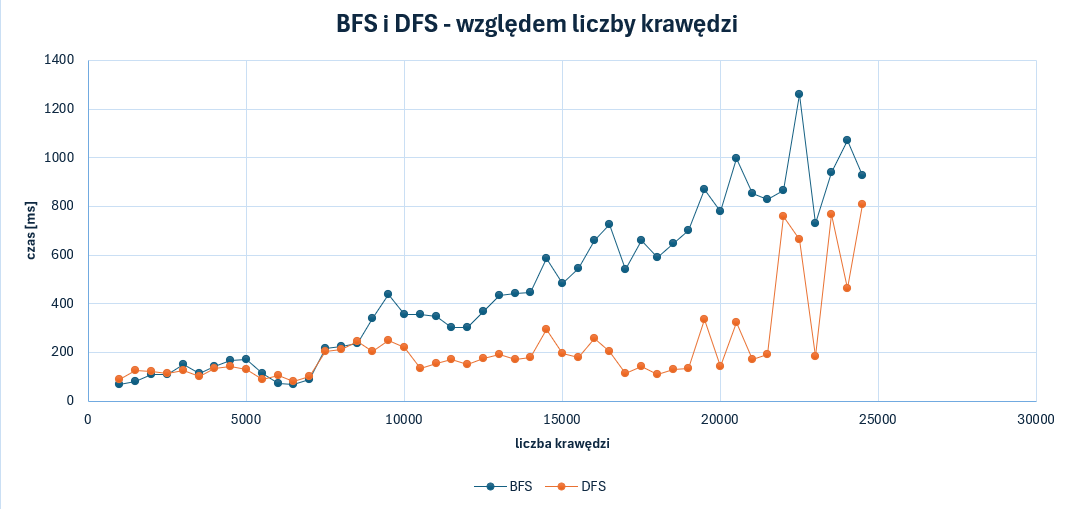 BFS i DFS - względem liczby krawędzi
1400
1200
1000
800
600
400
200
0
czas [ms]
0 5000 10000 15000 20000 25000 30000
liczba krawędzi
BFS DFS